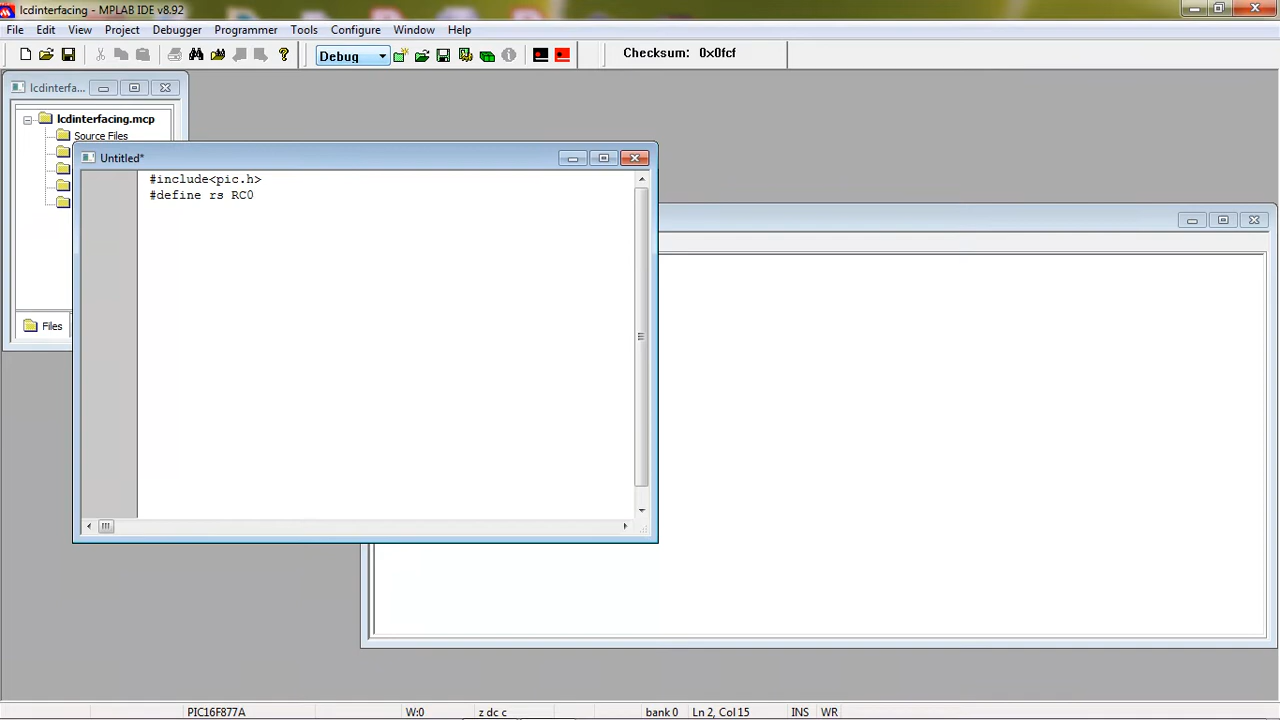 lcdinterfacing - MPLAB IDE v8.92
File Edit View Project Debugger Programmer Tools Configure Window Help
Debug Checksum: 0x0fcf
lcdinterfa...
lcdinterfacing.mcp
Source Files
Files
Untitled*
#include<pic.h>
#define rs RC0
PIC16F877A W:0 z dc c bank 0 Ln 2, Col 15 INS WR